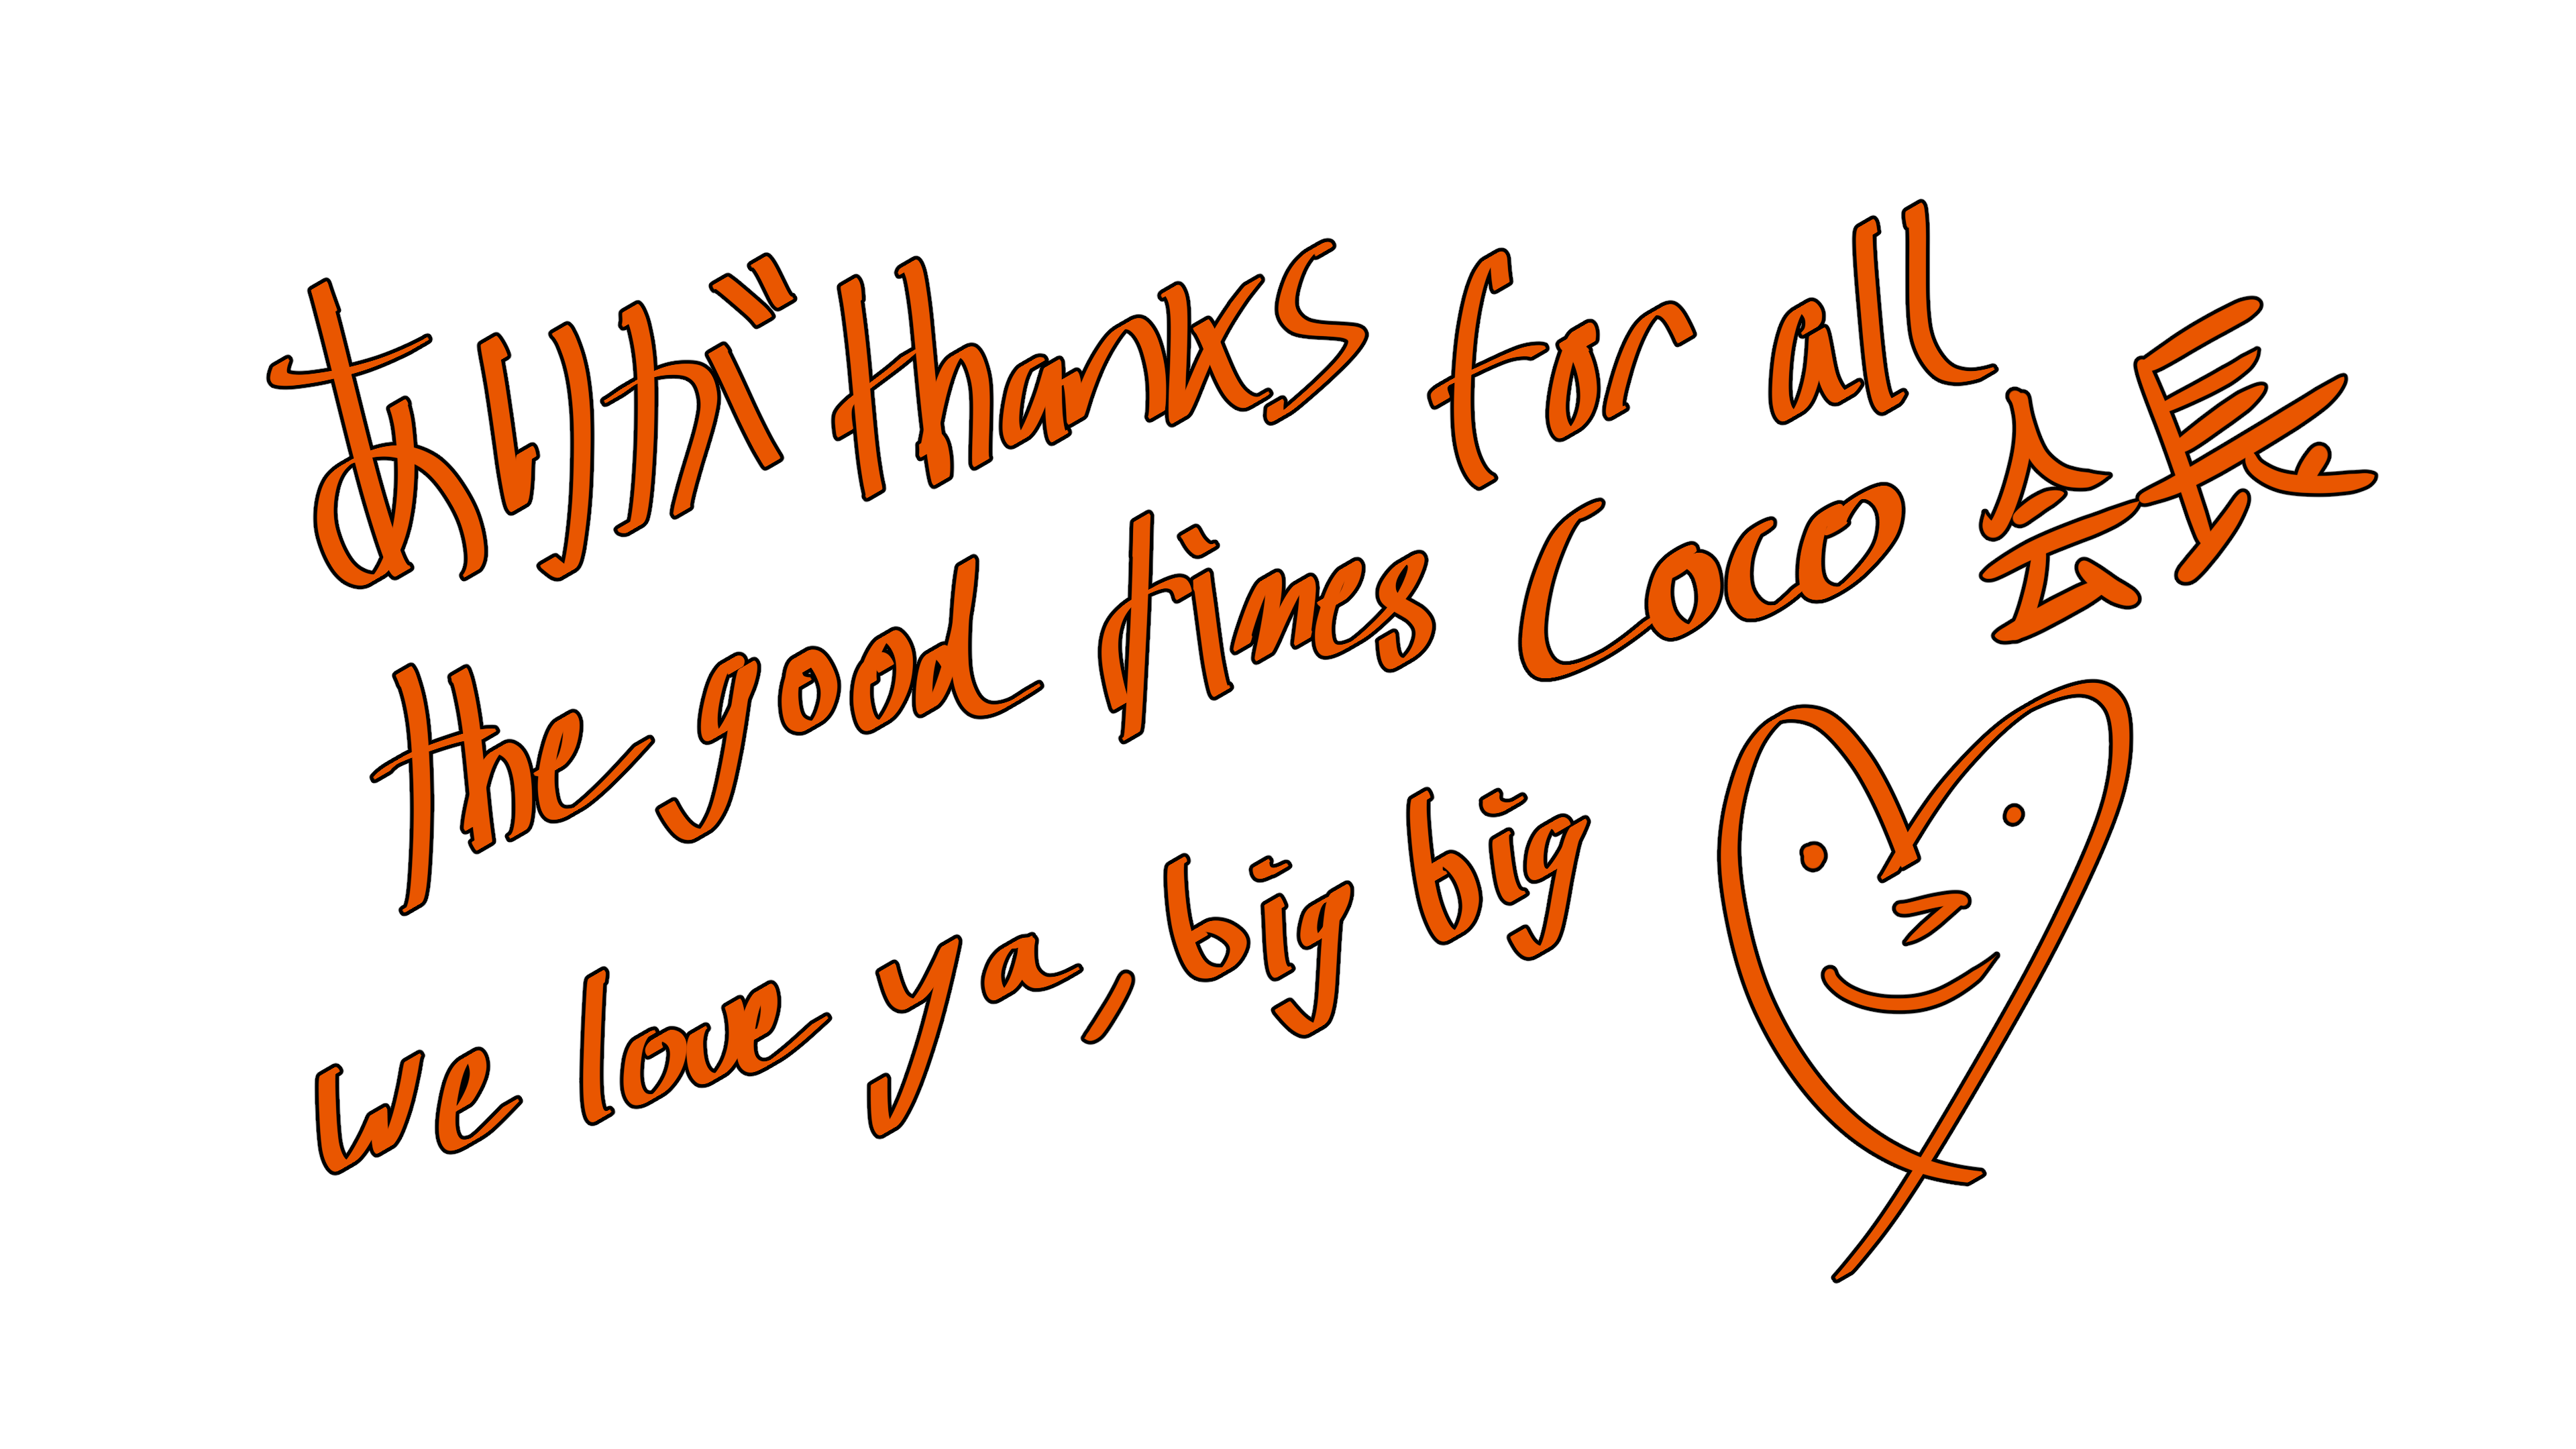 ありがthanks for all
the good times Coco 会長
we love ya, big big